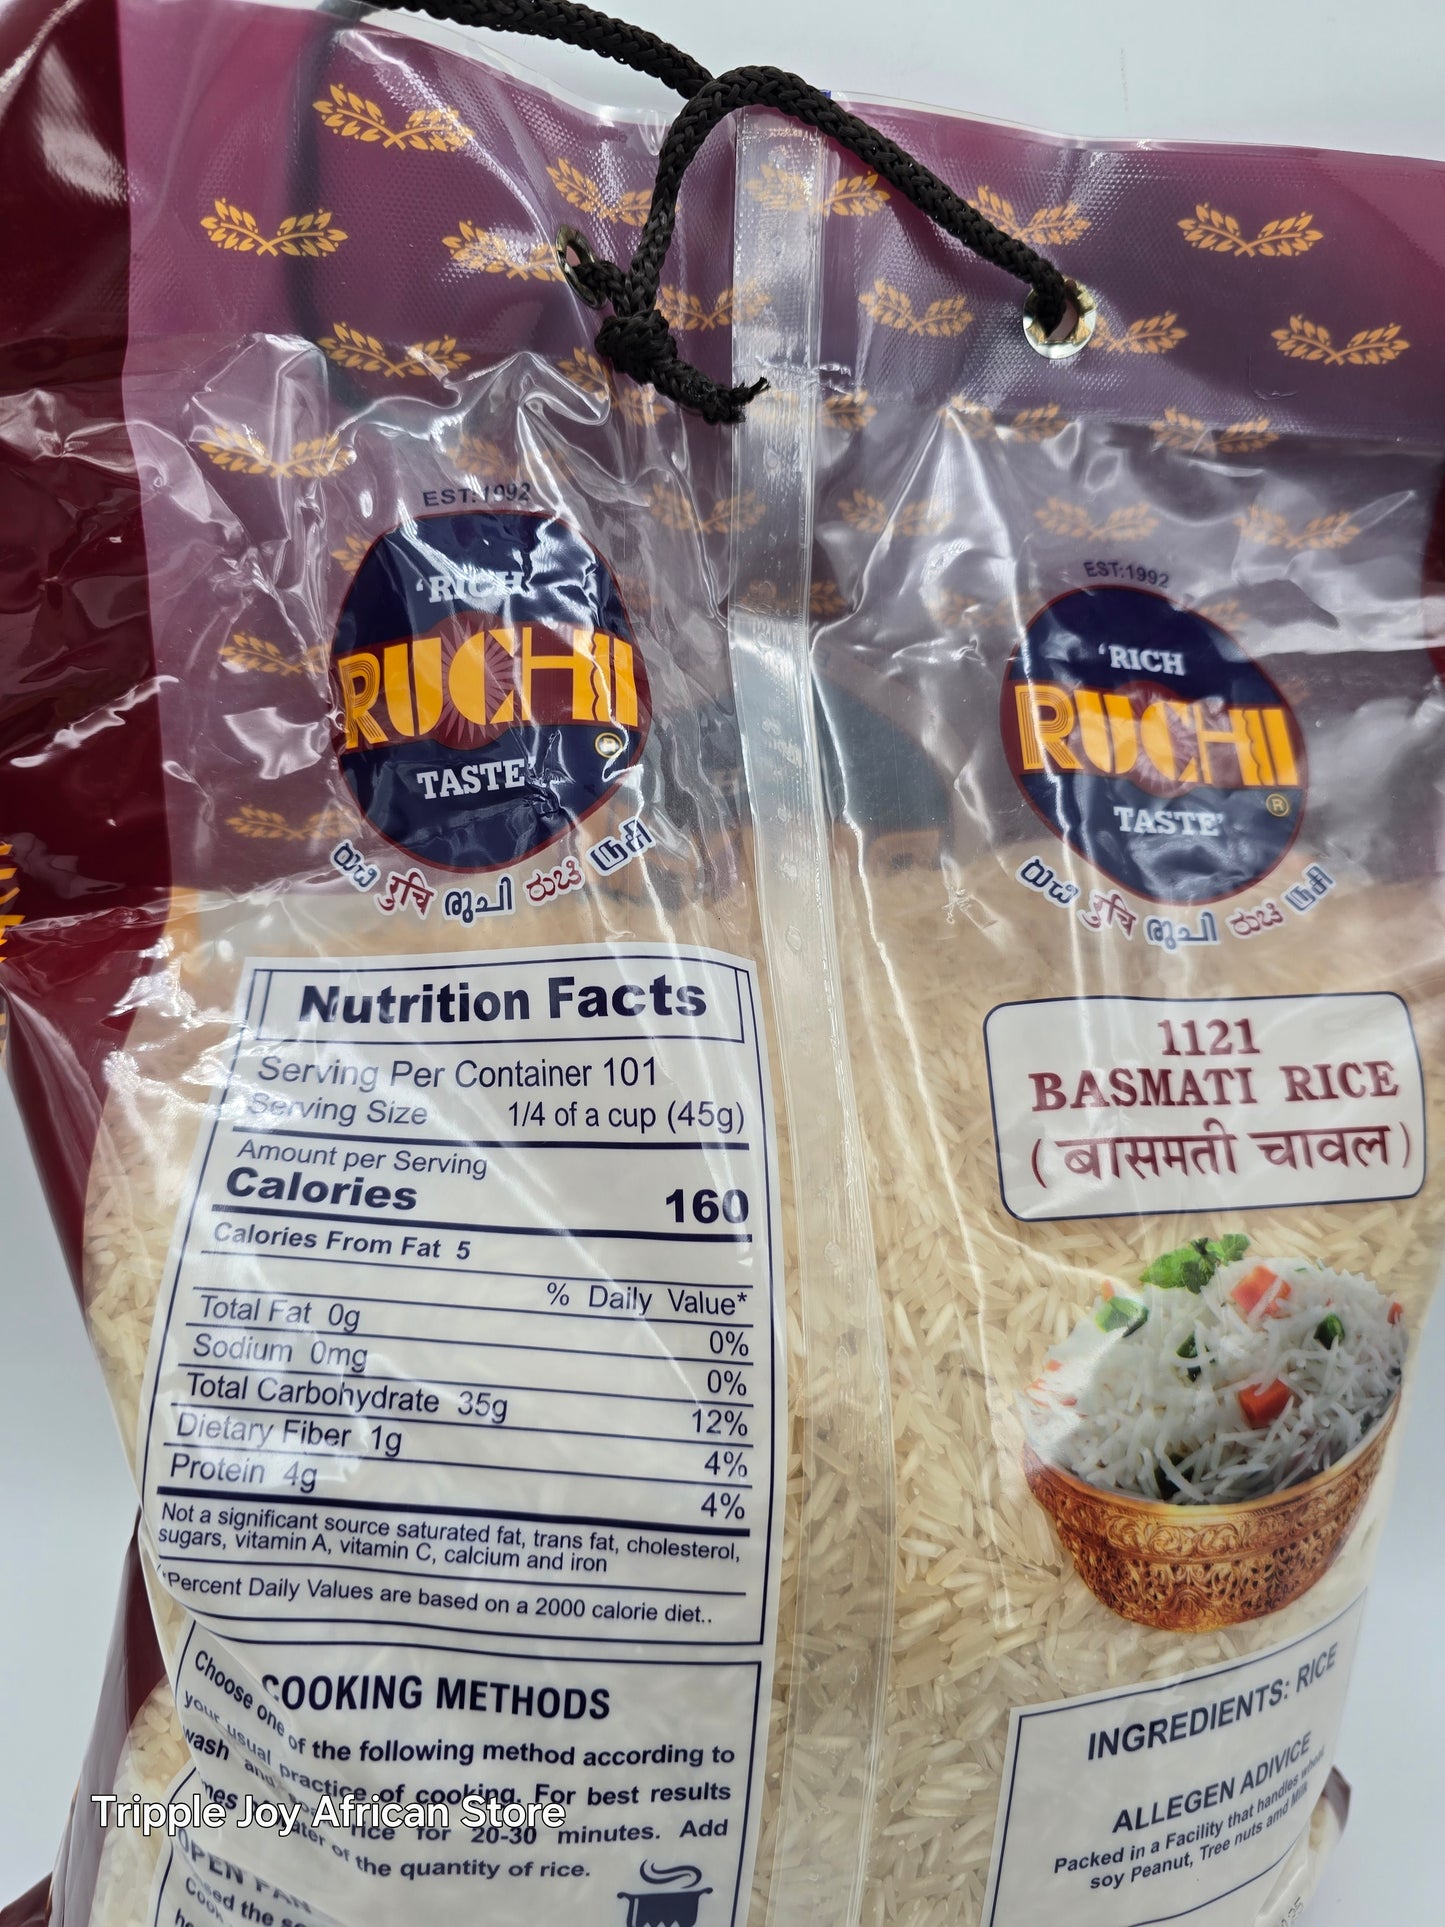 EST:1992
‘RICH
RUCHI
®
TASTE’
रुचि രുചി ರುಚಿ ருசி
Nutrition Facts
Serving Per Container 101
Serving Size 1/4 of a cup (45g)
Amount per Serving
Calories 160
Calories From Fat 5
% Daily Value*
Total Fat 0g 0%
Sodium 0mg 0%
Total Carbohydrate 35g 12%
Dietary Fiber 1g 4%
Protein 4g 4%
Not a significant source saturated fat, trans fat, cholesterol,
sugars, vitamin A, vitamin C, calcium and iron
*Percent Daily Values are based on a 2000 calorie diet..
COOKING METHODS
Choose one of the following method according to
your usual practice of cooking. For best results
wash and rice for 20-30 minutes. Add
of the quantity of rice.
OPEN PAN
the
EST:1992
‘RICH
RUCHI
®
TASTE’
रुचि രുചി ರುಚಿ ருசி
1121
BASMATI RICE
(बासमती चावल)
INGREDIENTS: RICE
ALLEGEN ADIVICE
Packed in a Facility that handles wheat
soy Peanut, Tree nuts amd Milk
Tripple Joy African Store